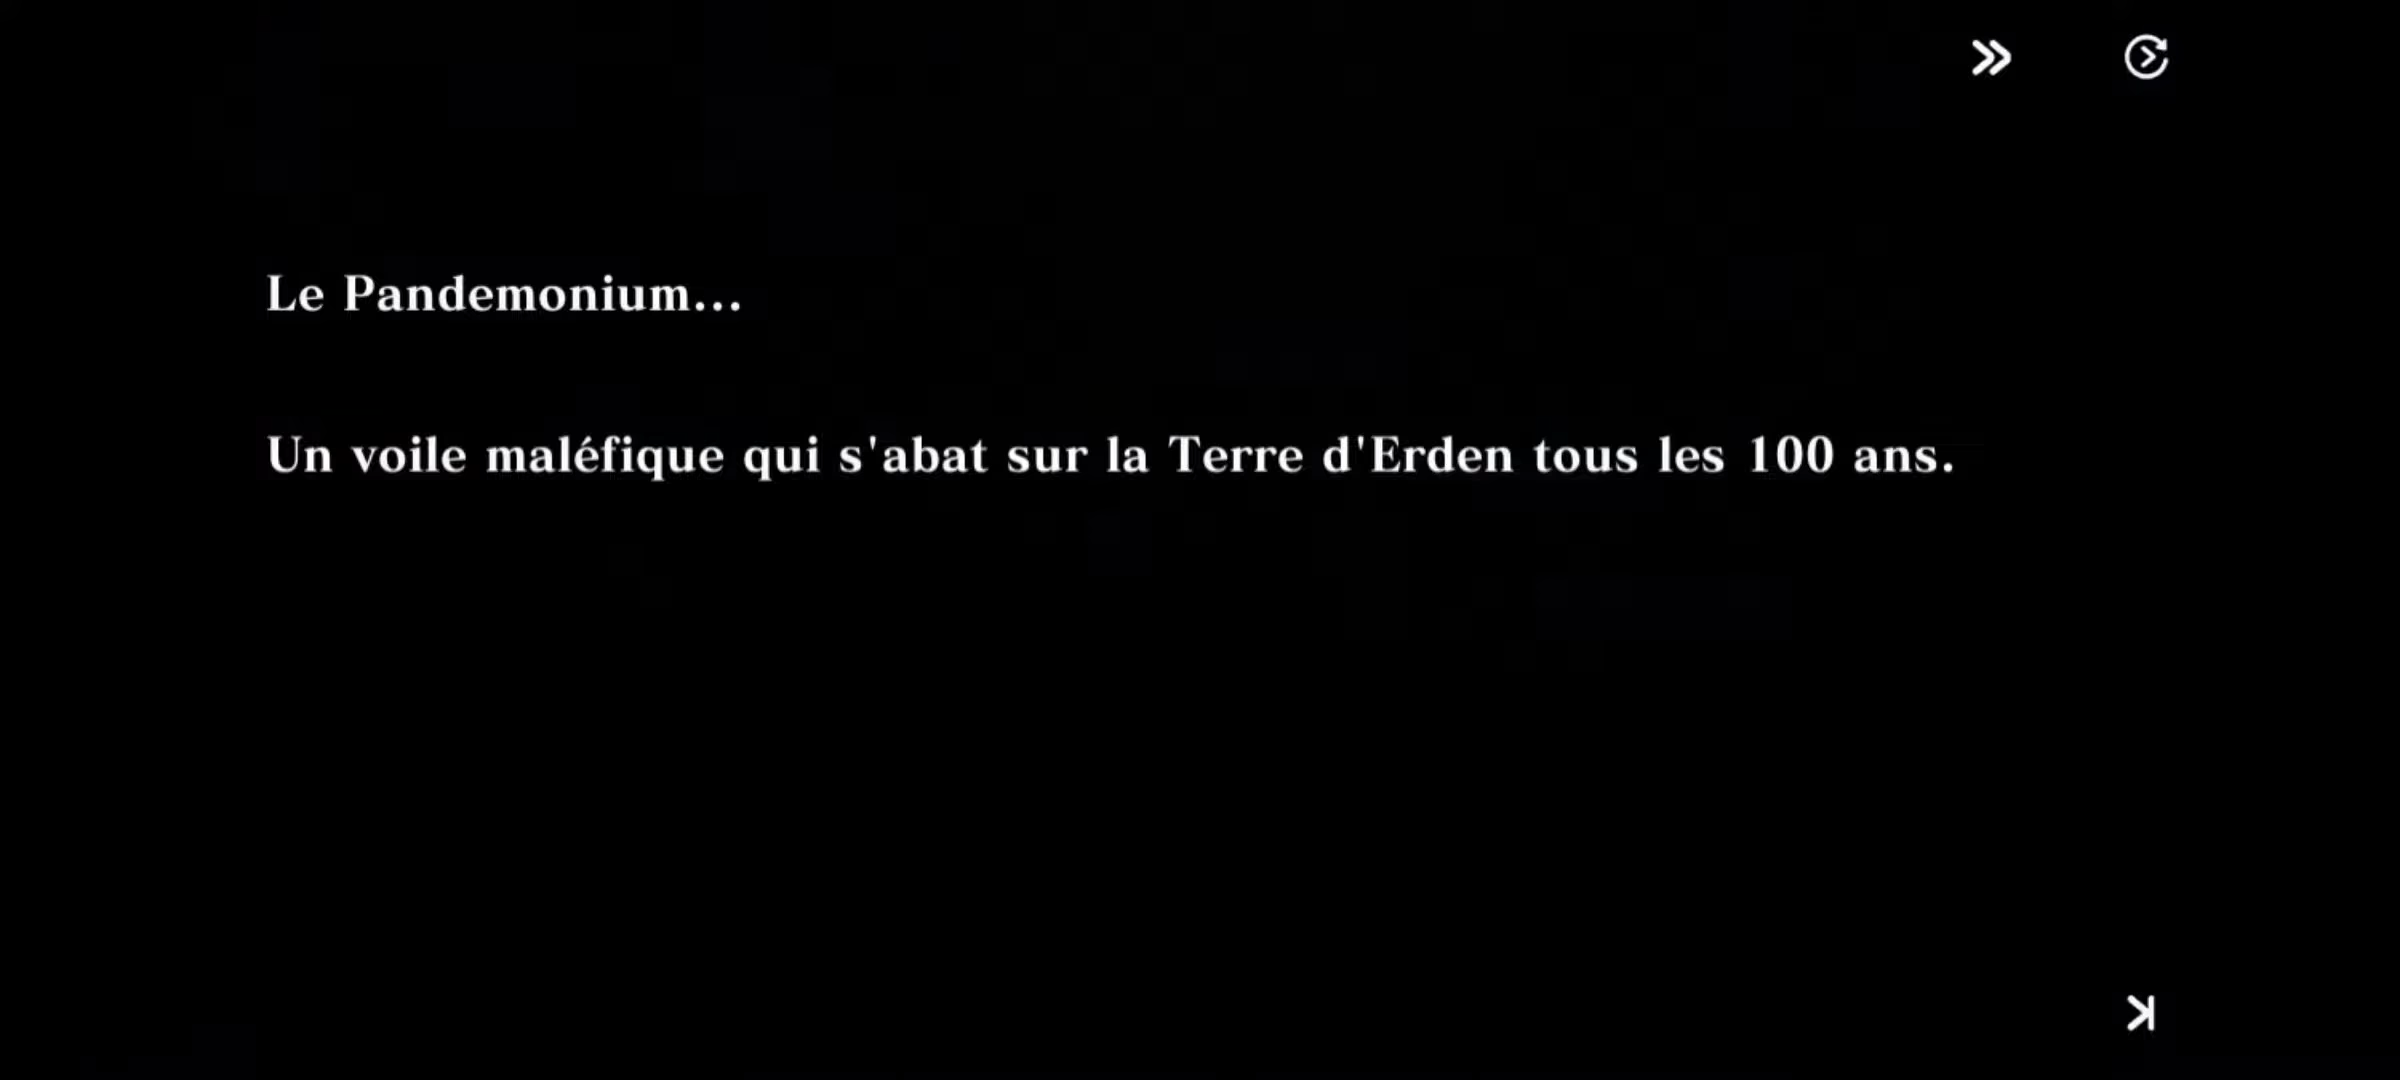 Le Pandemonium...
Un voile maléfique qui s'abat sur la Terre d'Erden tous les 100 ans.